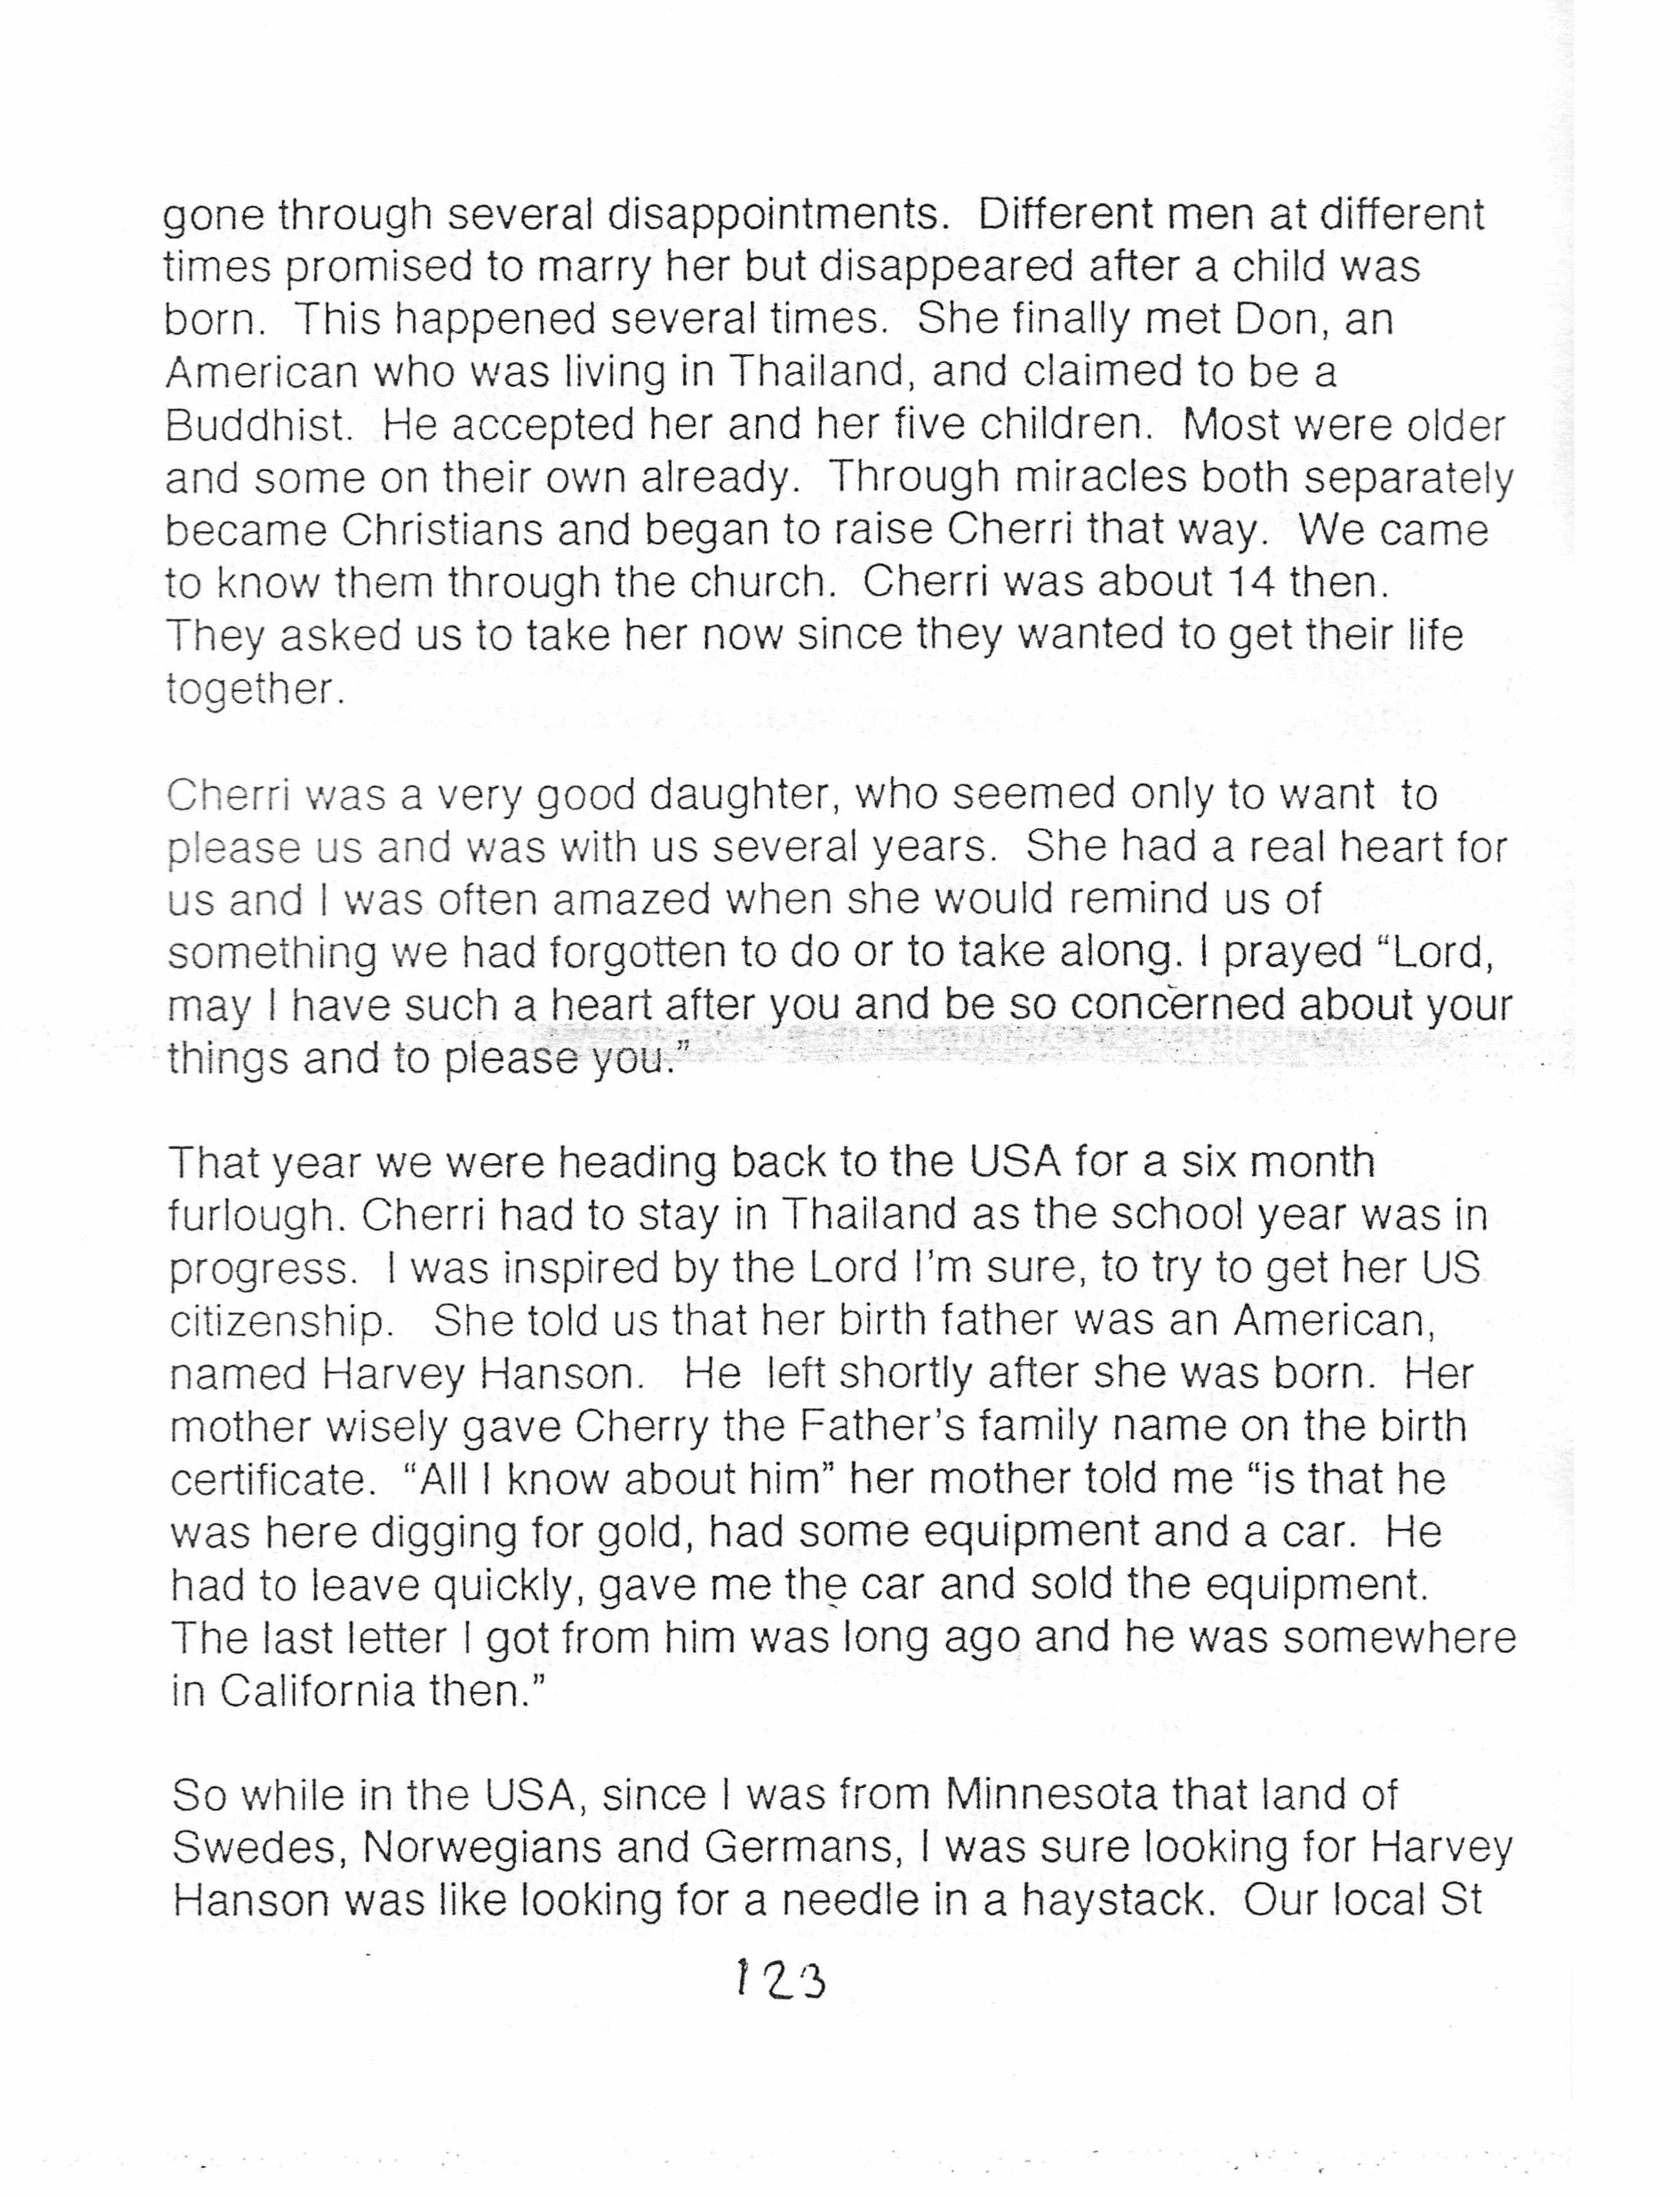 gone through several disappointments.  Different men at different
times promised to marry her but disappeared after a child was
born.  This happened several times.  She finally met Don, an
American who was living in Thailand, and claimed to be a
Buddhist.  He accepted her and her five children.  Most were older
and some on their own already.  Through miracles both separately
became Christians and began to raise Cherri that way.  We came
to know them through the church.  Cherri was about 14 then.
They asked us to take her now since they wanted to get their life
together.

Cherri was a very good daughter, who seemed only to want  to
please us and was with us several years.  She had a real heart for
us and I was often amazed when she would remind us of
something we had forgotten to do or to take along. I prayed “Lord,
may I have such a heart after you and be so concerned about your
things and to please you.”

That year we were heading back to the USA for a six month
furlough. Cherri had to stay in Thailand as the school year was in
progress.  I was inspired by the Lord I'm sure, to try to get her US
citizenship.   She told us that her birth father was an American,
named Harvey Hanson.   He  left shortly after she was born.  Her
mother wisely gave Cherry the Father's family name on the birth
certificate.  “All I know about him” her mother told me “is that he
was here digging for gold, had some equipment and a car.  He
had to leave quickly, gave me the car and sold the equipment.
The last letter I got from him was long ago and he was somewhere
in California then.”

So while in the USA, since I was from Minnesota that land of
Swedes, Norwegians and Germans, I was sure looking for Harvey
Hanson was like looking for a needle in a haystack.  Our local St
123